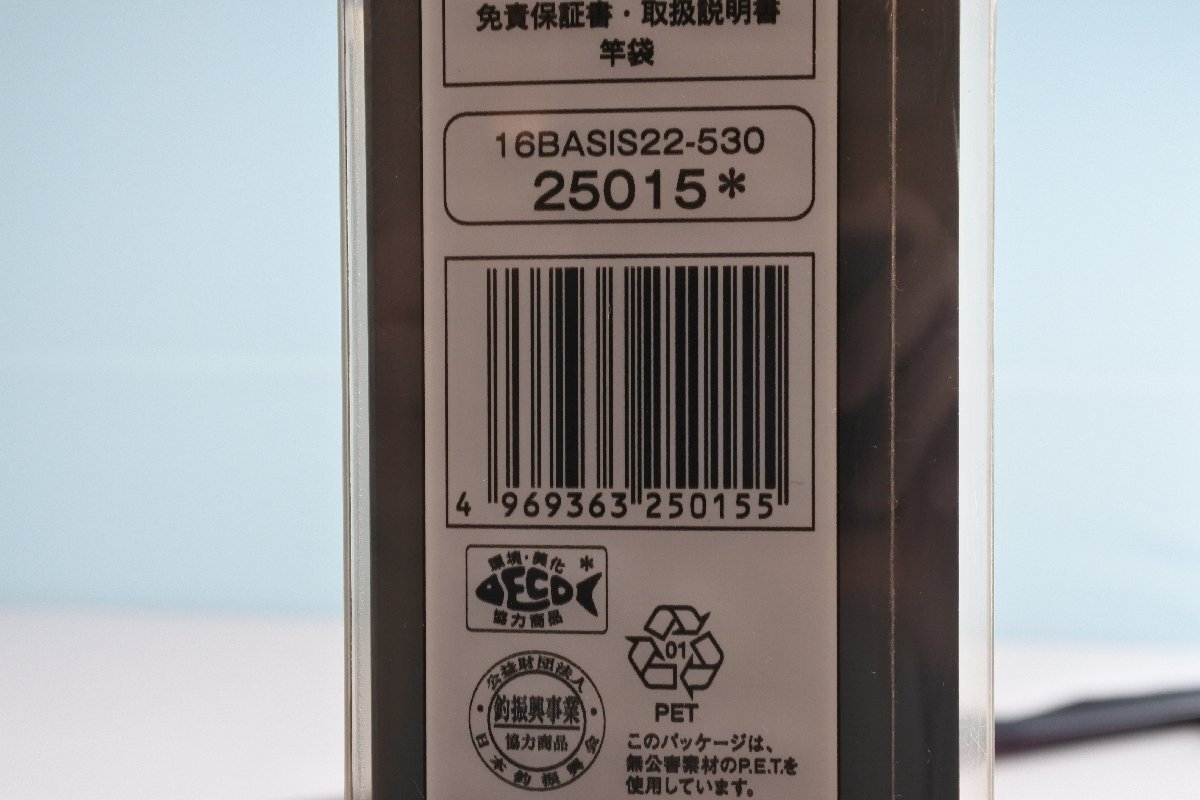 免責保証書・取扱説明書
竿袋
16BASIS22-530
25015*
4 969363 250155
環境・美化 *
ECO
協力商品
公益財団法人
釣振興事業
協力商品
日本釣振興会
01
PET
このパッケージは、
無公害素材のP.E.T.を
使用しています。